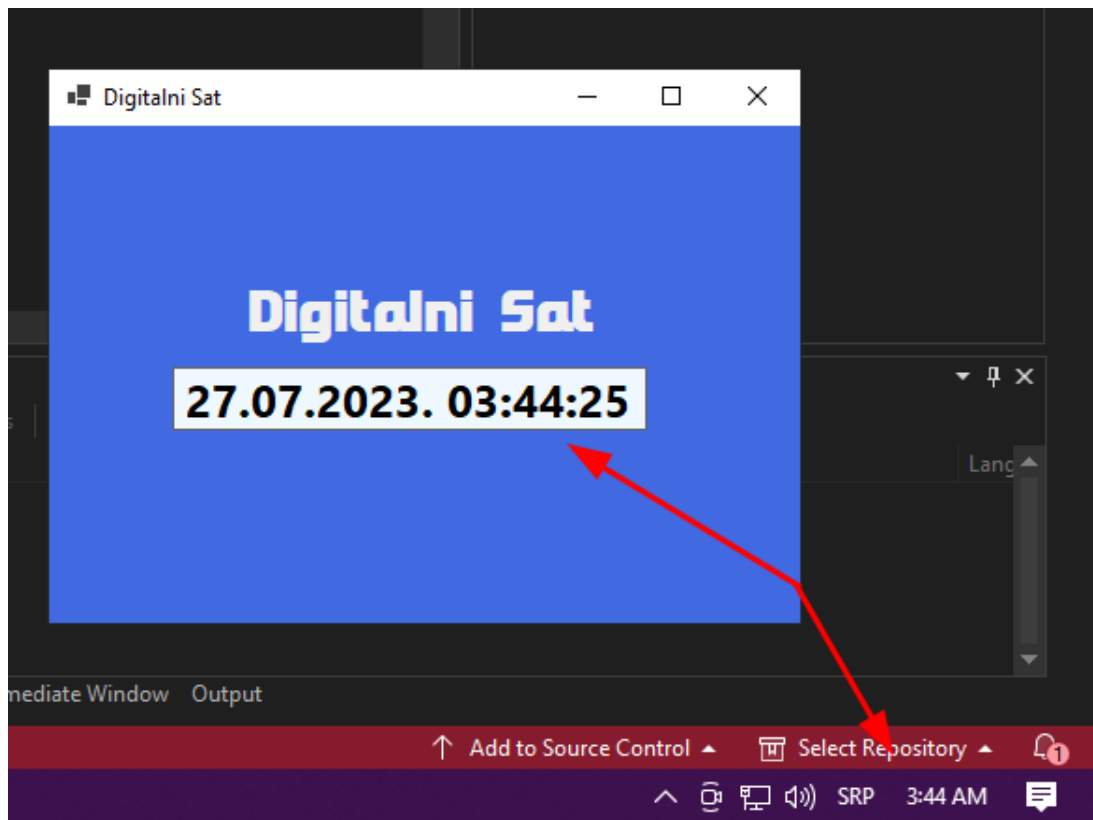 Digitalni Sat
Digitalni Sat
27.07.2023. 03:44:25
Lang
mediate Window Output
Add to Source Control Select Repository 1
SRP 3:44 AM